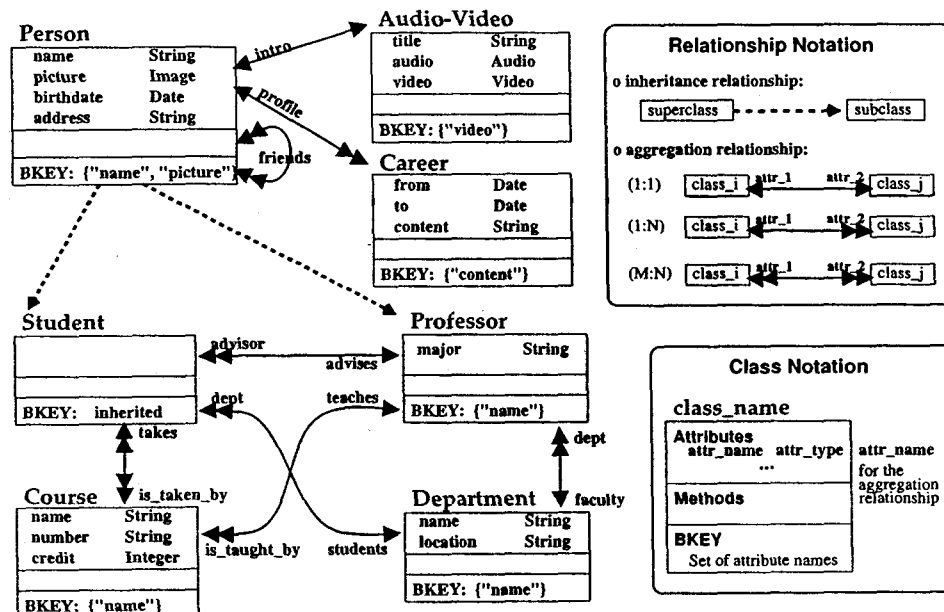 Person
name String
picture Image
birthdate Date
address String
BKEY: {"name", "picture"}
intro
profile
friends
Audio-Video
title String
audio Audio
video Video
BKEY: {"video"}
Career
from Date
to Date
content String
BKEY: {"content"}
Student
BKEY: inherited
advisor
advises
dept
teaches
takes
is_taken_by
Professor
major String
BKEY: {"name"}
dept
faculty
Course
name String
number String
credit Integer
BKEY: {"name"}
is_taught_by
students
Department
name String
location String
BKEY: {"name"}
Relationship Notation
o inheritance relationship:
superclass subclass
o aggregation relationship:
(1:1) class_i attr_1 attr_2 class_j
(1:N) class_i attr_1 attr_2 class_j
(M:N) class_i attr_1 attr_2 class_j
Class Notation
class_name
Attributes
attr_name attr_type
...
attr_name
for the
aggregation
relationship
Methods
BKEY
Set of attribute names